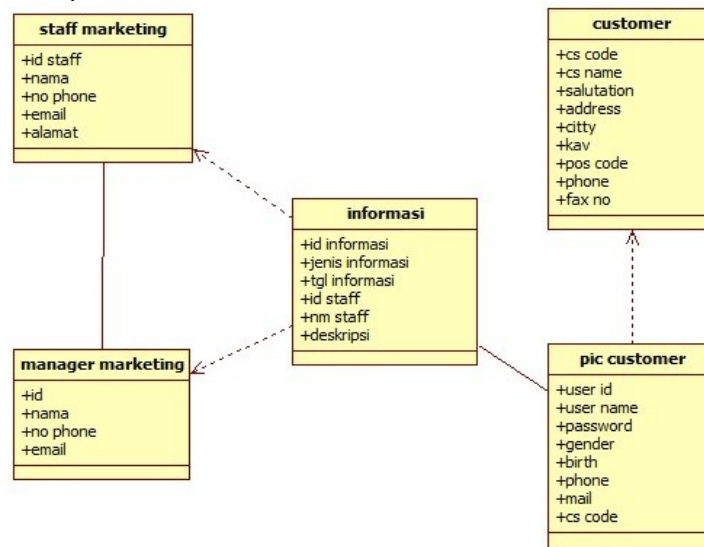 staff marketing
+id staff
+nama
+no phone
+email
+alamat
customer
+cs code
+cs name
+salutation
+address
+citty
+kav
+pos code
+phone
+fax no
informasi
+id informasi
+jenis informasi
+tgl informasi
+id staff
+nm staff
+deskripsi
manager marketing
+id
+nama
+no phone
+email
pic customer
+user id
+user name
+password
+gender
+birth
+phone
+mail
+cs code